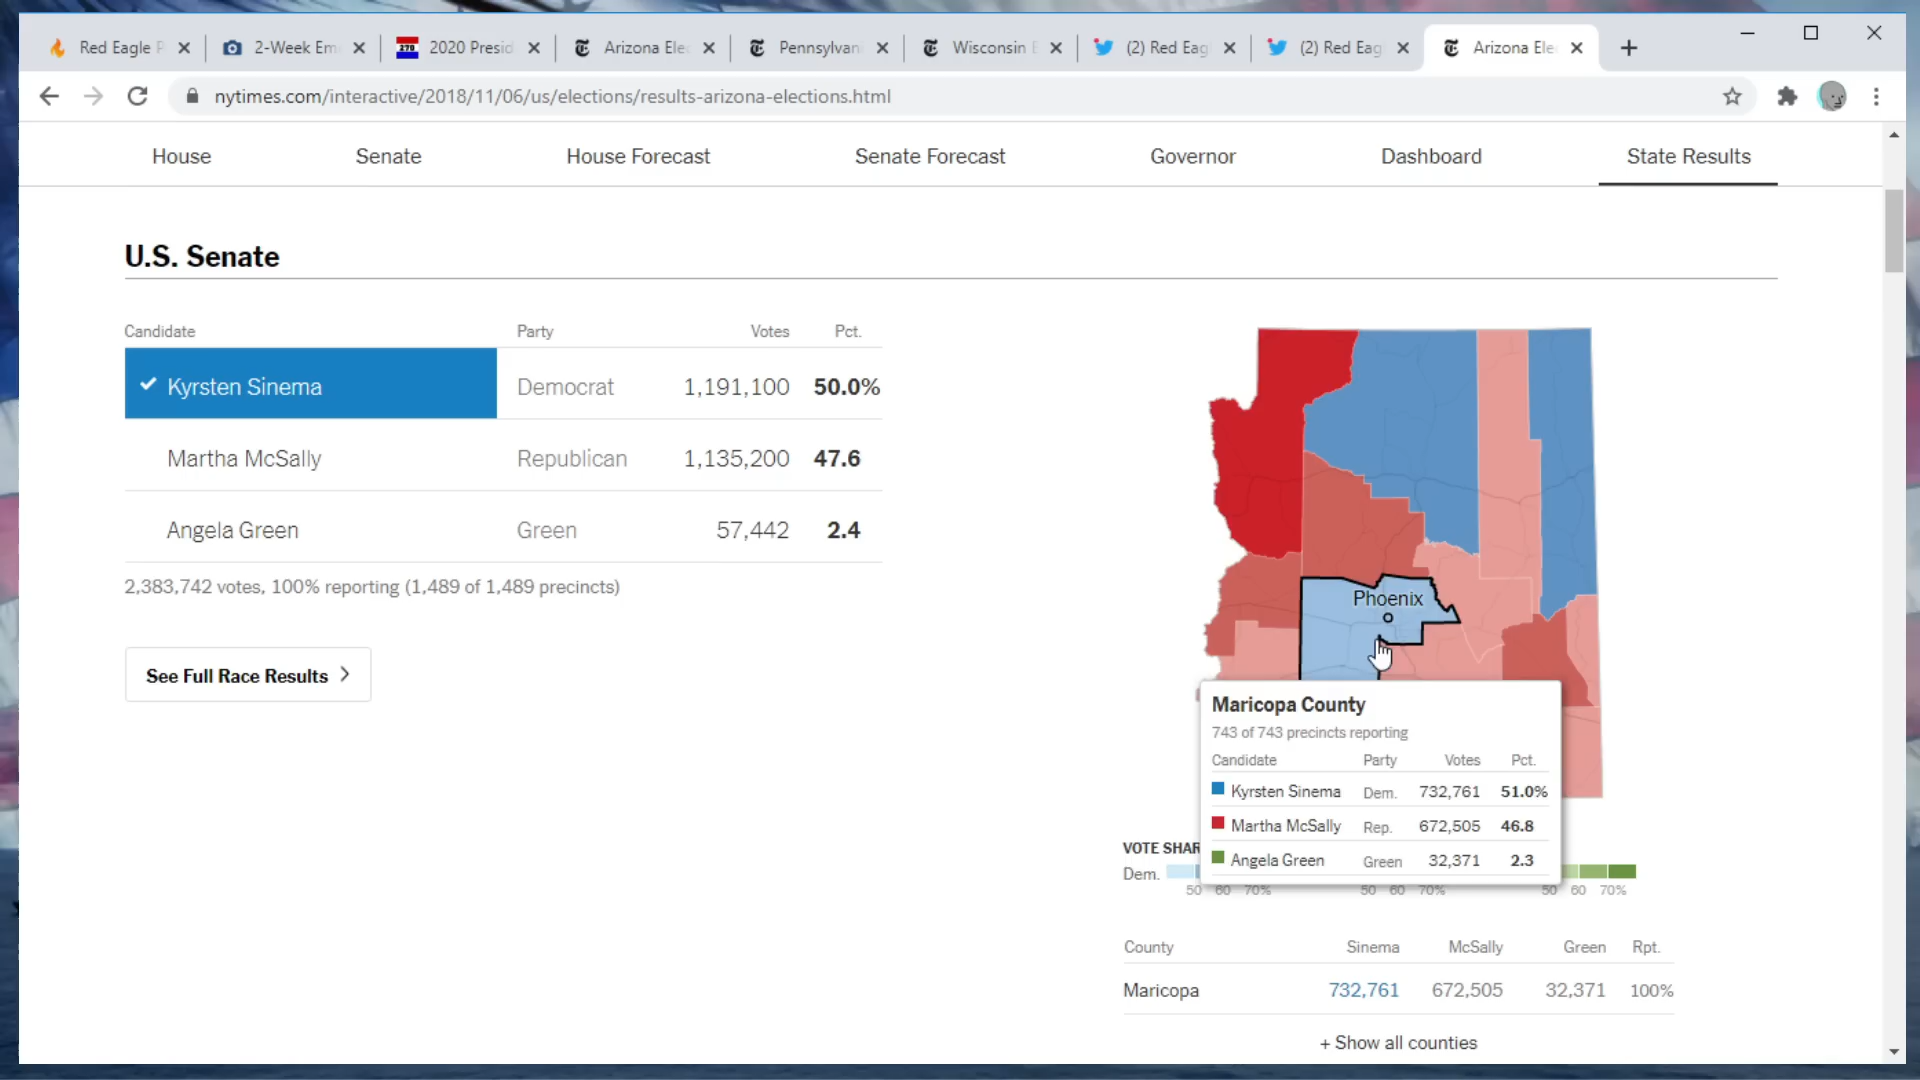 Red Eagle P
2-Week Em
2020 Presid
Arizona Ele
Pennsylvan
Wisconsin E
(2) Red Eag
(2) Red Eag
Arizona Ele
270
nytimes.com/interactive/2018/11/06/us/elections/results-arizona-elections.html
House Senate House Forecast Senate Forecast Governor Dashboard State Results
U.S. Senate
Candidate Party Votes Pct.
Kyrsten Sinema Democrat 1,191,100 50.0%
Martha McSally Republican 1,135,200 47.6
Angela Green Green 57,442 2.4
2,383,742 votes, 100% reporting (1,489 of 1,489 precincts)
See Full Race Results
Phoenix
Maricopa County
743 of 743 precincts reporting
Candidate Party Votes Pct.
Kyrsten Sinema Dem. 732,761 51.0%
Martha McSally Rep. 672,505 46.8
Angela Green Green 32,371 2.3
VOTE SHAR
Dem.
50 60 70% 50 60 70% 50 60 70%
County Sinema McSally Green Rpt.
Maricopa 732,761 672,505 32,371 100%
+ Show all counties